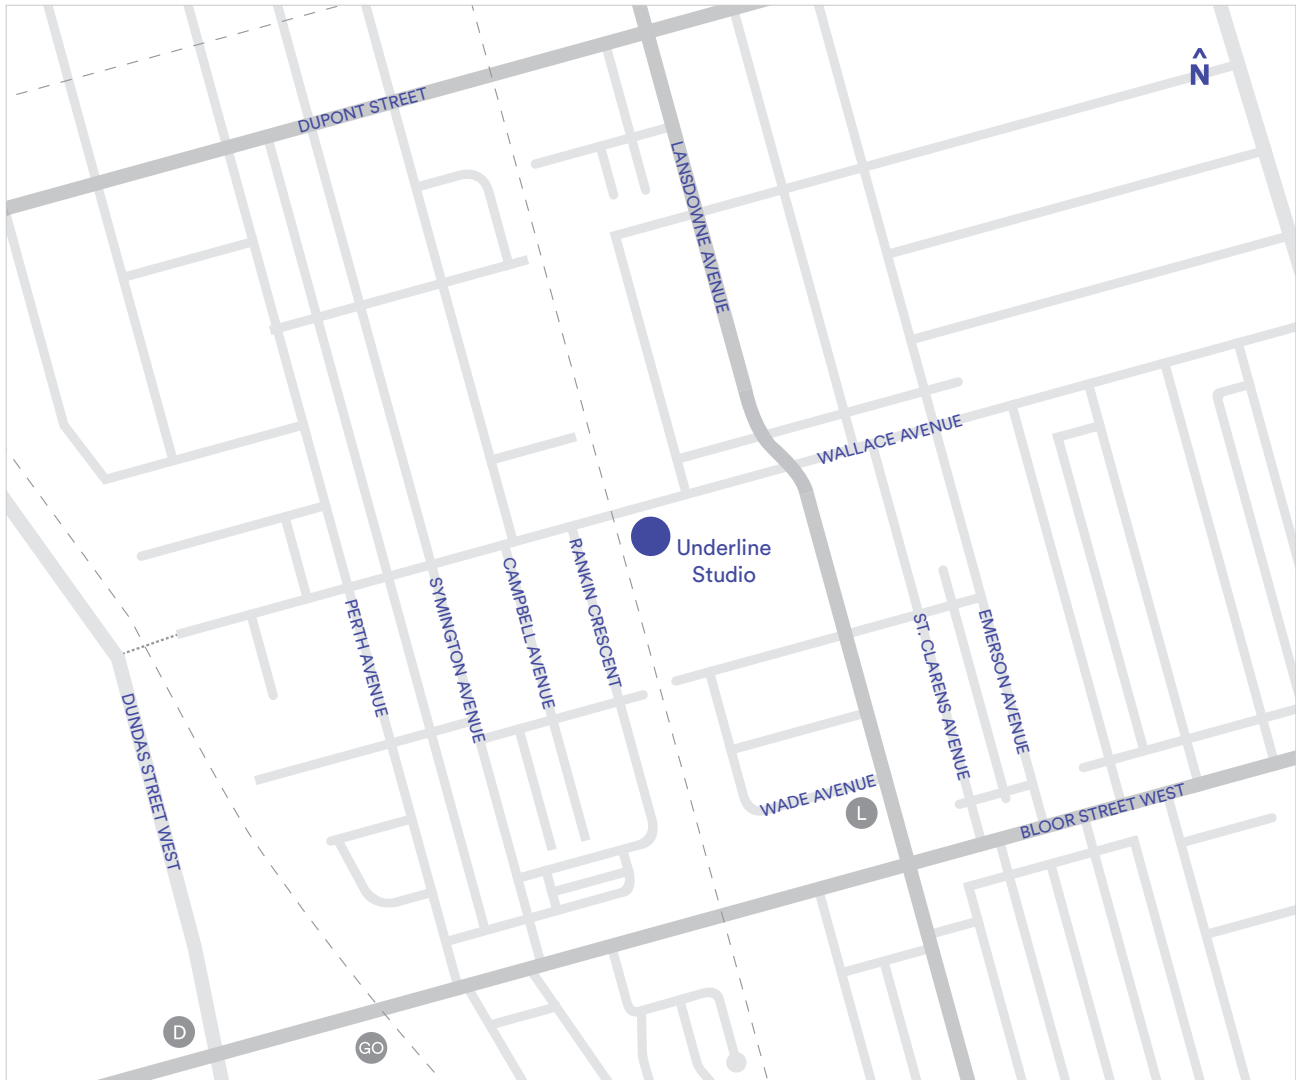 N
DUPONT STREET
LANSDOWNE AVENUE
WALLACE AVENUE
Underline
Studio
RANKIN CRESCENT
CAMPBELL AVENUE
SYMINGTON AVENUE
PERTH AVENUE
ST. CLARENS AVENUE
EMERSON AVENUE
DUNDAS STREET WEST
WADE AVENUE
L
BLOOR STREET WEST
D
GO